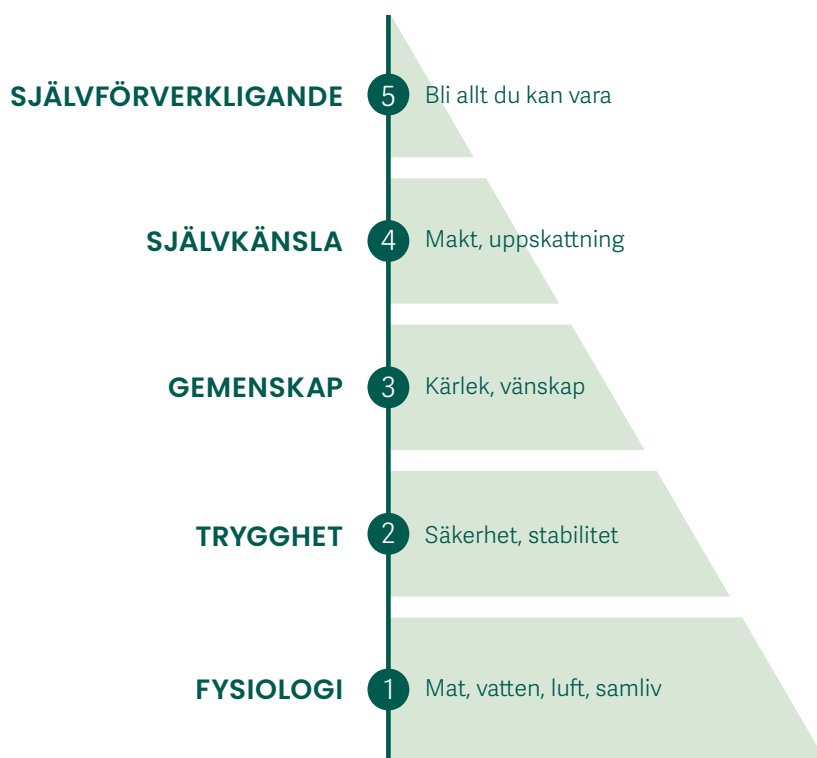 SJÄLVFÖRVERKLIGANDE 5 Bli allt du kan vara
SJÄLVKÄNSLA 4 Makt, uppskattning
GEMENSKAP 3 Kärlek, vänskap
TRYGGHET 2 Säkerhet, stabilitet
FYSIOLOGI 1 Mat, vatten, luft, samliv